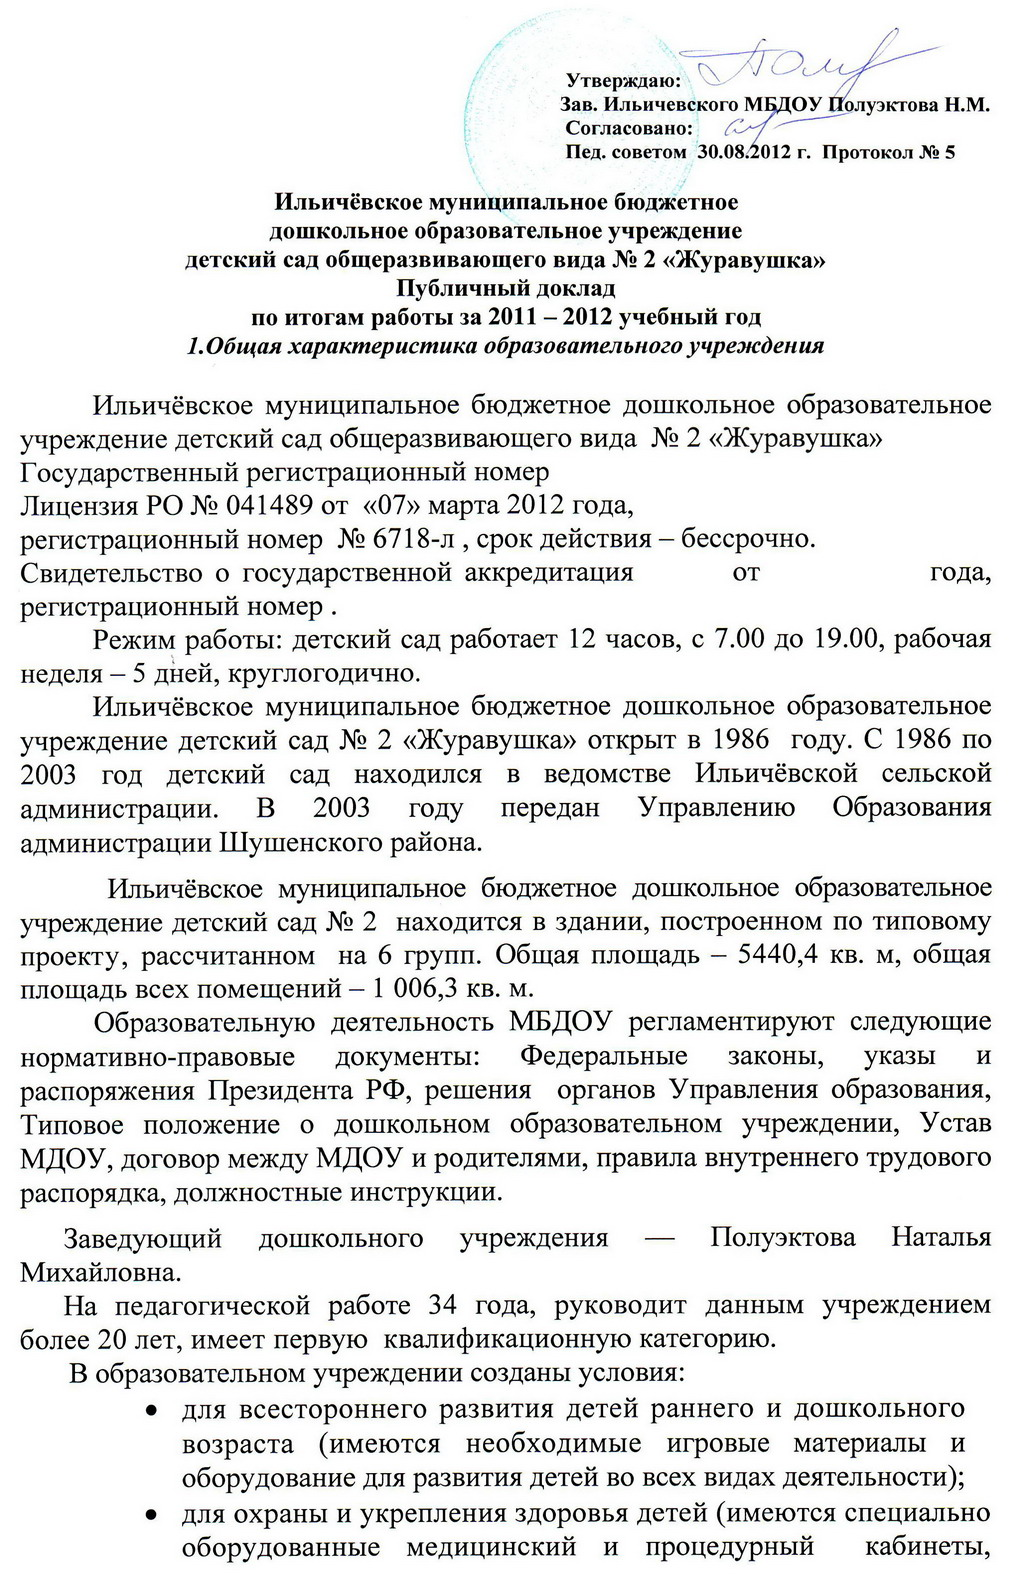 Утверждаю:
Зав. Ильичевского МБДОУ Полуэктова Н.М.
Согласовано:
Пед. советом  30.08.2012 г.  Протокол № 5
Ильичёвское муниципальное бюджетное
дошкольное образовательное учреждение
детский сад общеразвивающего вида № 2 «Журавушка»
Публичный доклад
по итогам работы за 2011 – 2012 учебный год
1.Общая характеристика образовательного учреждения
Ильичёвское муниципальное бюджетное дошкольное образовательное
учреждение детский сад общеразвивающего вида  № 2 «Журавушка»
Государственный регистрационный номер
Лицензия РО № 041489 от  «07» марта 2012 года,
регистрационный номер  № 6718-л , срок действия – бессрочно.
Свидетельство о государственной аккредитация от года,
регистрационный номер .
Режим работы: детский сад работает 12 часов, с 7.00 до 19.00, рабочая
неделя – 5 дней, круглогодично.
Ильичёвское муниципальное бюджетное дошкольное образовательное
учреждение детский сад № 2 «Журавушка» открыт в 1986  году. С 1986 по
2003 год детский сад находился в ведомстве Ильичёвской сельской
администрации. В 2003 году передан Управлению Образования
администрации Шушенского района.
Ильичёвское муниципальное бюджетное дошкольное образовательное
учреждение детский сад № 2  находится в здании, построенном по типовому
проекту, рассчитанном  на 6 групп. Общая площадь – 5440,4 кв. м, общая
площадь всех помещений – 1 006,3 кв. м.
Образовательную деятельность МБДОУ регламентируют следующие
нормативно-правовые документы: Федеральные законы, указы и
распоряжения Президента РФ, решения  органов Управления образования,
Типовое положение о дошкольном образовательном учреждении, Устав
МДОУ, договор между МДОУ и родителями, правила внутреннего трудового
распорядка, должностные инструкции.
Заведующий дошкольного учреждения — Полуэктова Наталья
Михайловна.
На педагогической работе 34 года, руководит данным учреждением
более 20 лет, имеет первую  квалификационную категорию.
В образовательном учреждении созданы условия:
• для всестороннего развития детей раннего и дошкольного
возраста (имеются необходимые игровые материалы и
оборудование для развития детей во всех видах деятельности);
• для охраны и укрепления здоровья детей (имеются специально
оборудованные медицинский и процедурный  кабинеты,